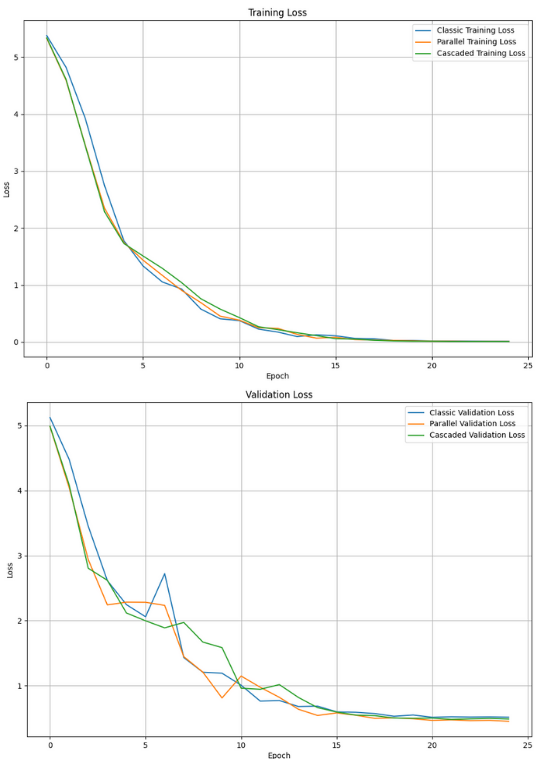 Training Loss
Classic Training Loss
Parallel Training Loss
Cascaded Training Loss
5
4
3
2
1
0
Loss
0 5 10 15 20 25
Epoch
Validation Loss
Classic Validation Loss
Parallel Validation Loss
Cascaded Validation Loss
5
4
3
2
1
Loss
0 5 10 15 20 25
Epoch